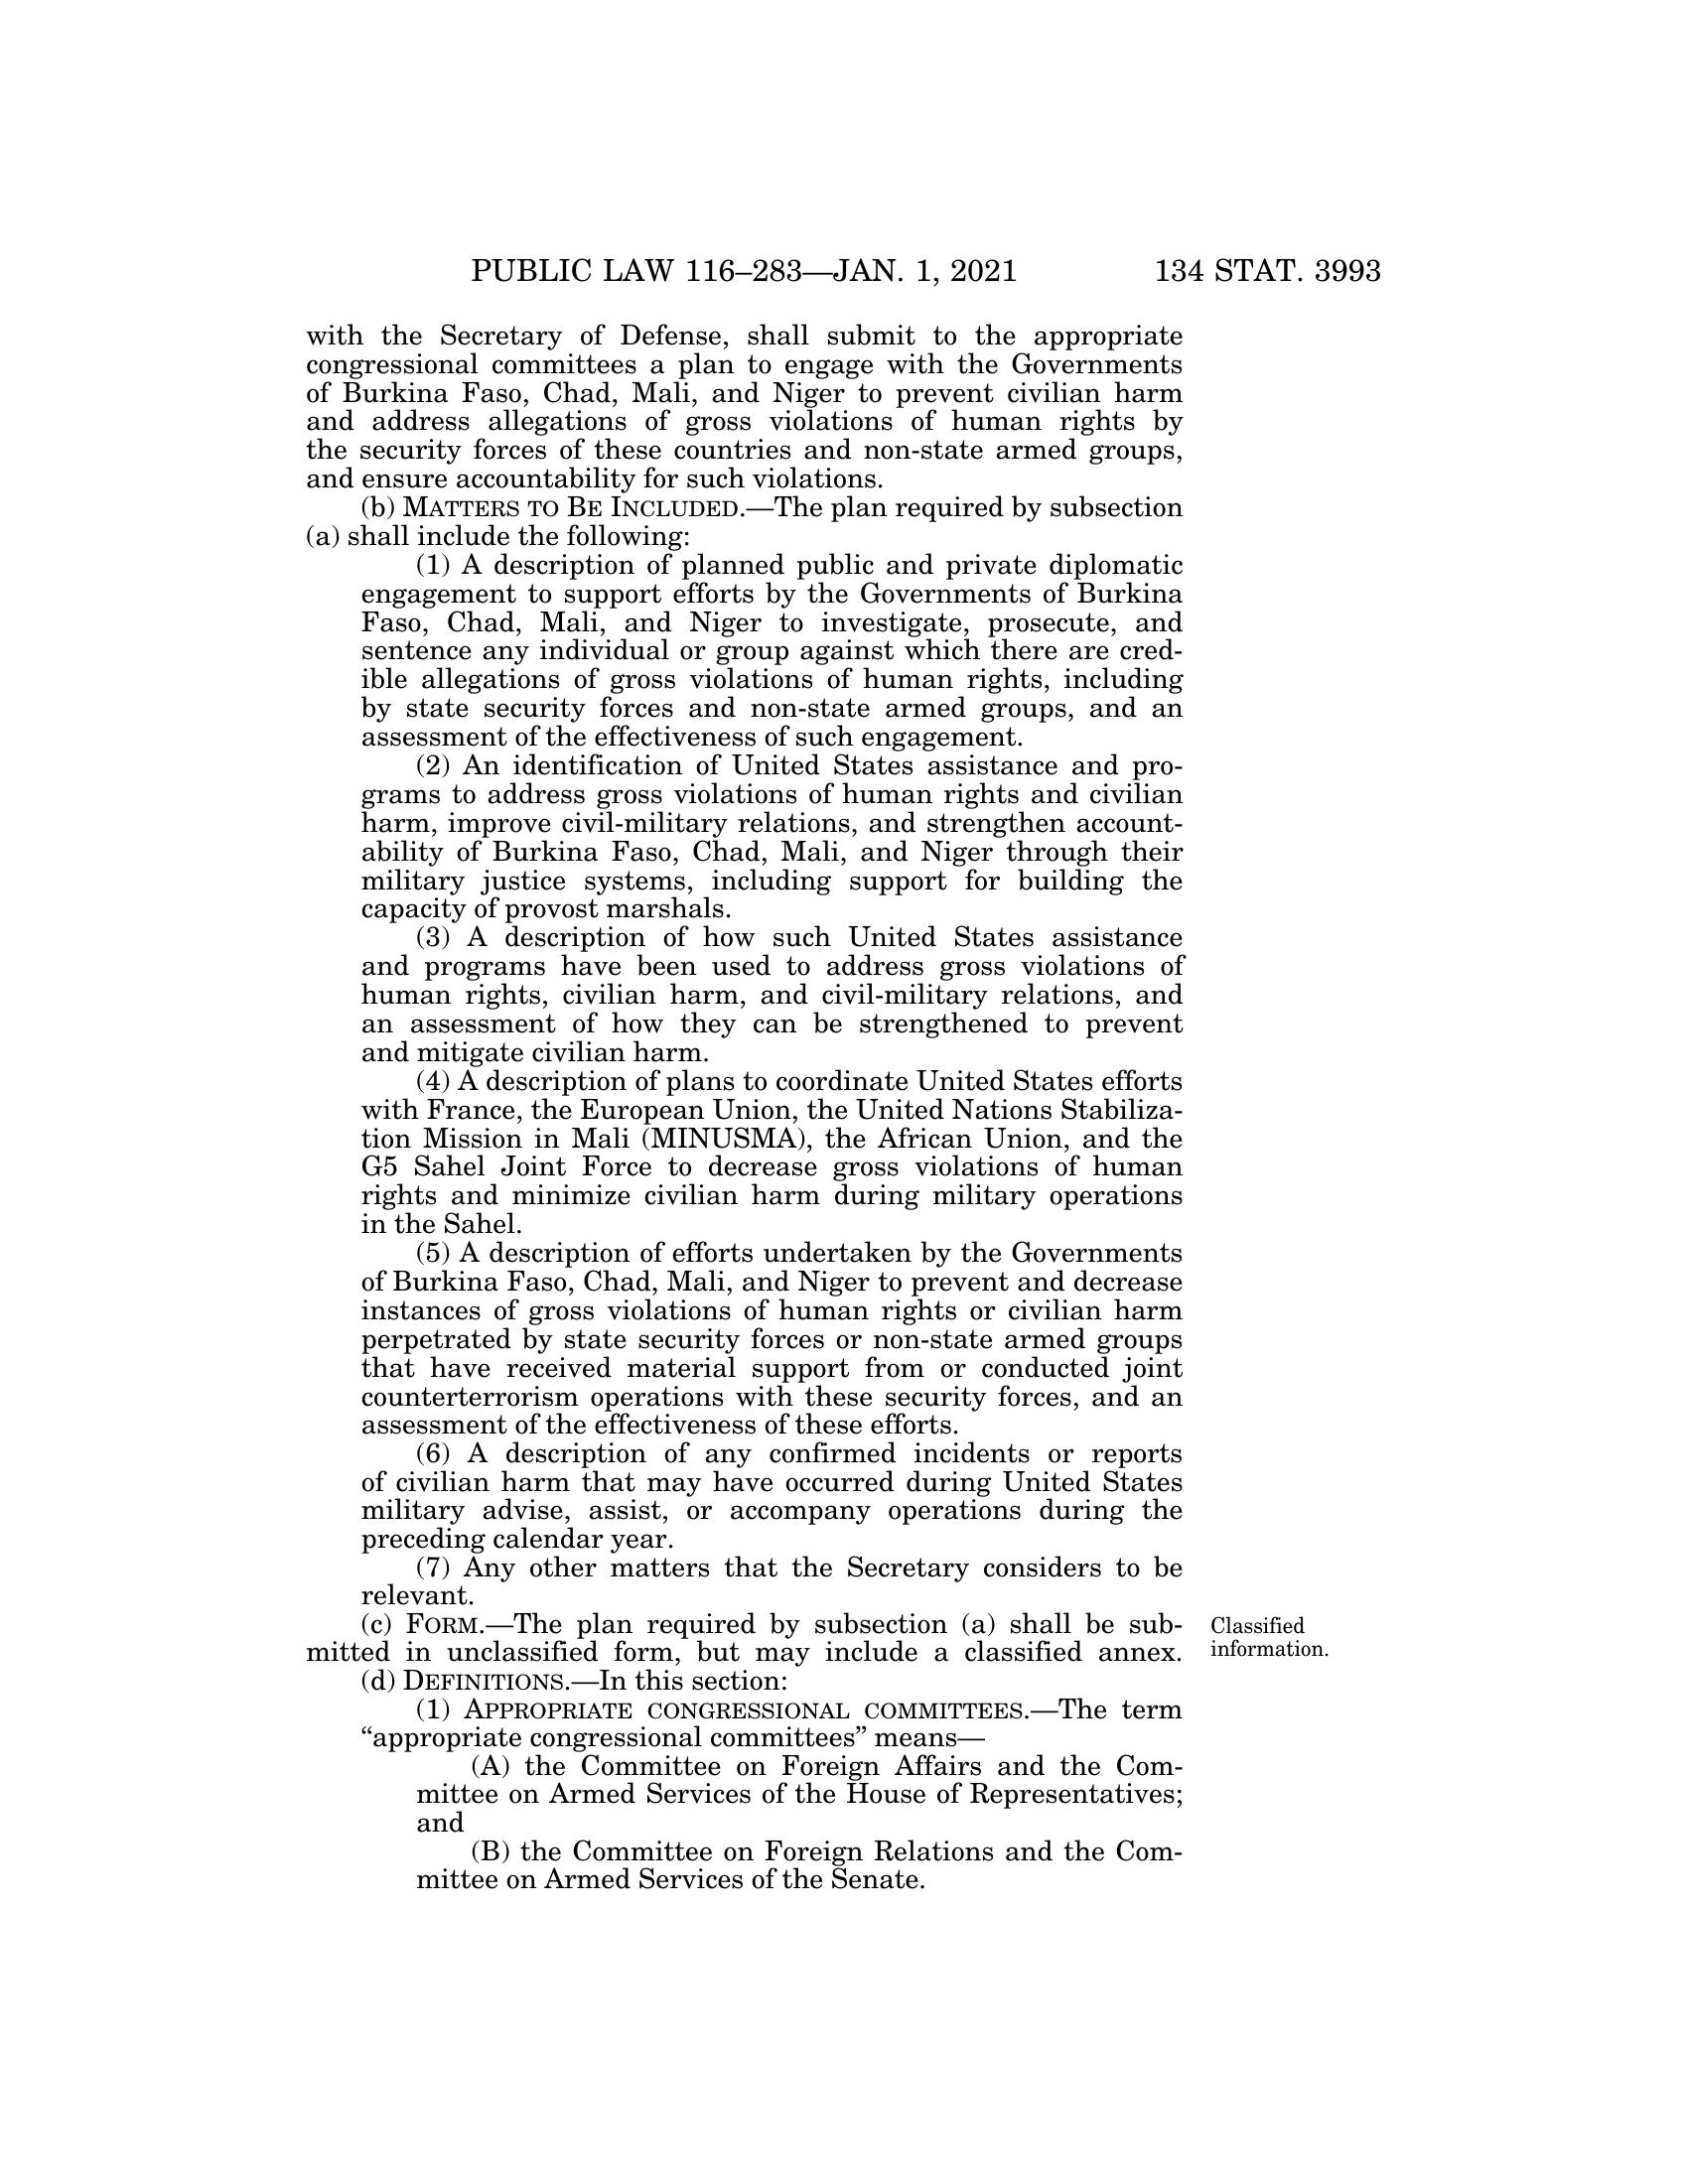 PUBLIC LAW 116–283—JAN. 1, 2021 134 STAT. 3993
with the Secretary of Defense, shall submit to the appropriate
congressional committees a plan to engage with the Governments
of Burkina Faso, Chad, Mali, and Niger to prevent civilian harm
and address allegations of gross violations of human rights by
the security forces of these countries and non-state armed groups,
and ensure accountability for such violations.
(b) MATTERS TO BE INCLUDED.—The plan required by subsection
(a) shall include the following:
(1) A description of planned public and private diplomatic
engagement to support efforts by the Governments of Burkina
Faso, Chad, Mali, and Niger to investigate, prosecute, and
sentence any individual or group against which there are cred-
ible allegations of gross violations of human rights, including
by state security forces and non-state armed groups, and an
assessment of the effectiveness of such engagement.
(2) An identification of United States assistance and pro-
grams to address gross violations of human rights and civilian
harm, improve civil-military relations, and strengthen account-
ability of Burkina Faso, Chad, Mali, and Niger through their
military justice systems, including support for building the
capacity of provost marshals.
(3) A description of how such United States assistance
and programs have been used to address gross violations of
human rights, civilian harm, and civil-military relations, and
an assessment of how they can be strengthened to prevent
and mitigate civilian harm.
(4) A description of plans to coordinate United States efforts
with France, the European Union, the United Nations Stabiliza-
tion Mission in Mali (MINUSMA), the African Union, and the
G5 Sahel Joint Force to decrease gross violations of human
rights and minimize civilian harm during military operations
in the Sahel.
(5) A description of efforts undertaken by the Governments
of Burkina Faso, Chad, Mali, and Niger to prevent and decrease
instances of gross violations of human rights or civilian harm
perpetrated by state security forces or non-state armed groups
that have received material support from or conducted joint
counterterrorism operations with these security forces, and an
assessment of the effectiveness of these efforts.
(6) A description of any confirmed incidents or reports
of civilian harm that may have occurred during United States
military advise, assist, or accompany operations during the
preceding calendar year.
(7) Any other matters that the Secretary considers to be
relevant.
(c) FORM.—The plan required by subsection (a) shall be sub-
mitted in unclassified form, but may include a classified annex.
Classified
information.
(d) DEFINITIONS.—In this section:
(1) APPROPRIATE CONGRESSIONAL COMMITTEES.—The term
“appropriate congressional committees” means—
(A) the Committee on Foreign Affairs and the Com-
mittee on Armed Services of the House of Representatives;
and
(B) the Committee on Foreign Relations and the Com-
mittee on Armed Services of the Senate.